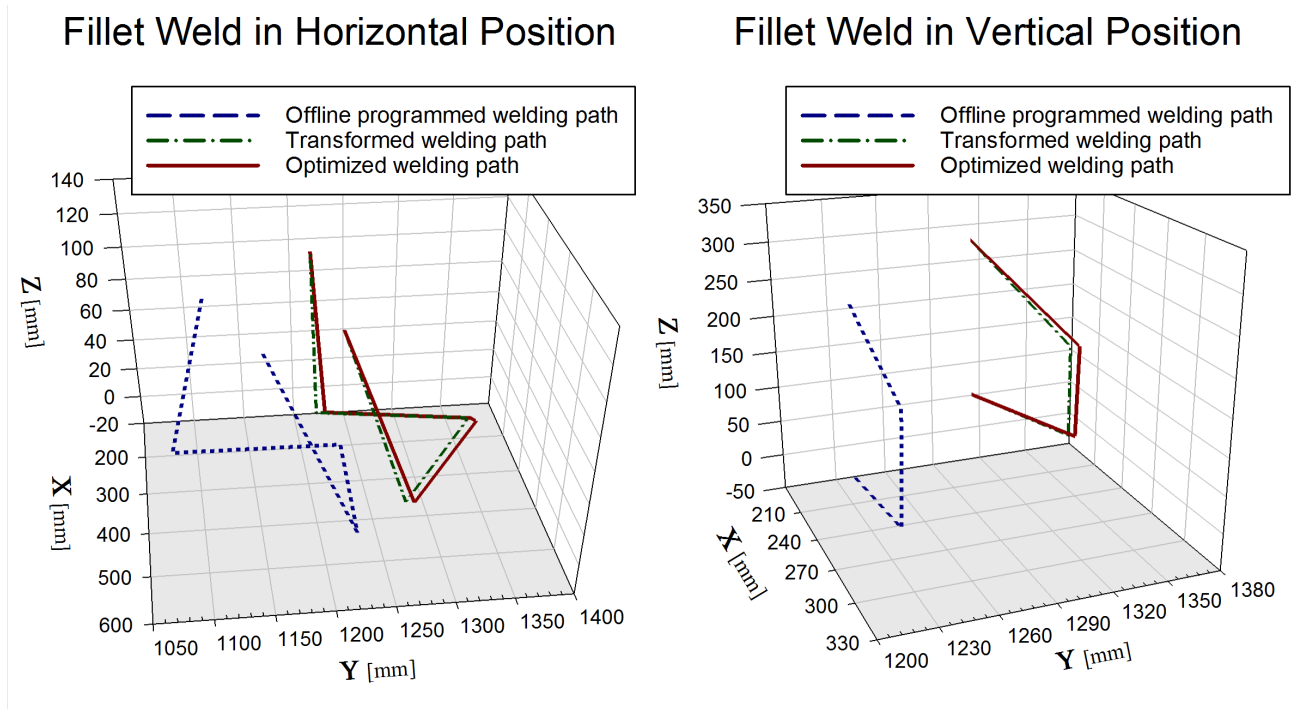 Fillet Weld in Horizontal Position
Offline programmed welding path
Transformed welding path
Optimized welding path
140
120
100
80
60
40
20
0
-20
Z [mm]
200
300
400
500
600
X [mm]
1050 1100 1150 1200 1250 1300 1350 1400
Y [mm]
Fillet Weld in Vertical Position
Offline programmed welding path
Transformed welding path
Optimized welding path
350
300
250
200
150
100
50
0
-50
Z [mm]
210
240
270
300
330
X [mm]
1200 1230 1260 1290 1320 1350 1380
Y [mm]